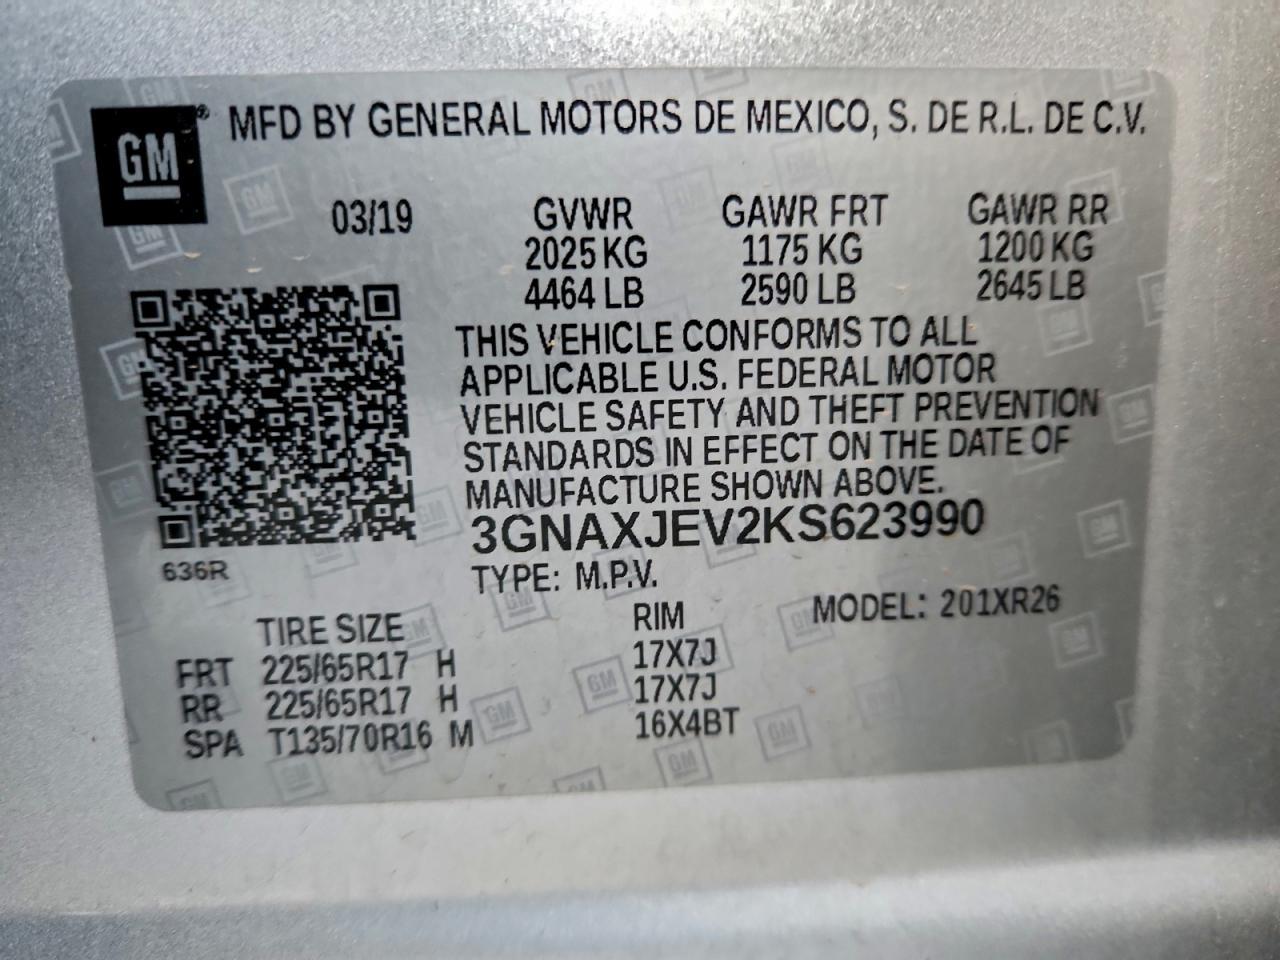 GM® MFD BY GENERAL MOTORS DE MEXICO, S. DE R.L. DE C.V.
03/19 GVWR GAWR FRT GAWR RR
2025 KG 1175 KG 1200 KG
4464 LB 2590 LB 2645 LB
THIS VEHICLE CONFORMS TO ALL
APPLICABLE U.S. FEDERAL MOTOR
VEHICLE SAFETY AND THEFT PREVENTION
STANDARDS IN EFFECT ON THE DATE OF
MANUFACTURE SHOWN ABOVE.
3GNAXJEV2KS623990
636R
TYPE: M.P.V.
TIRE SIZE RIM MODEL: 201XR26
FRT 225/65R17 H 17X7J
RR 225/65R17 H 17X7J
SPA T135/70R16 M 16X4BT